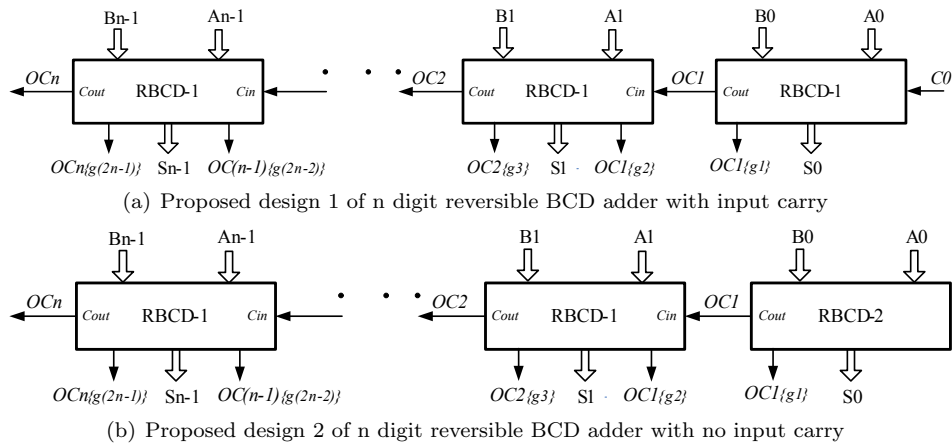 Bn-1 An-1 B1 A1 B0 A0
OCn OC2 OC1 C0
Cout RBCD-1 Cin Cout RBCD-1 Cin Cout RBCD-1
OCn{g(2n-1)} Sn-1 OC(n-1){g(2n-2)} OC2{g3} S1 OC1{g2} OC1{g1} S0
(a) Proposed design 1 of n digit reversible BCD adder with input carry
Bn-1 An-1 B1 A1 B0 A0
OCn OC2 OC1
Cout RBCD-1 Cin Cout RBCD-1 Cin Cout RBCD-2
OCn{g(2n-1)} Sn-1 OC(n-1){g(2n-2)} OC2{g3} S1 OC1{g2} OC1{g1} S0
(b) Proposed design 2 of n digit reversible BCD adder with no input carry